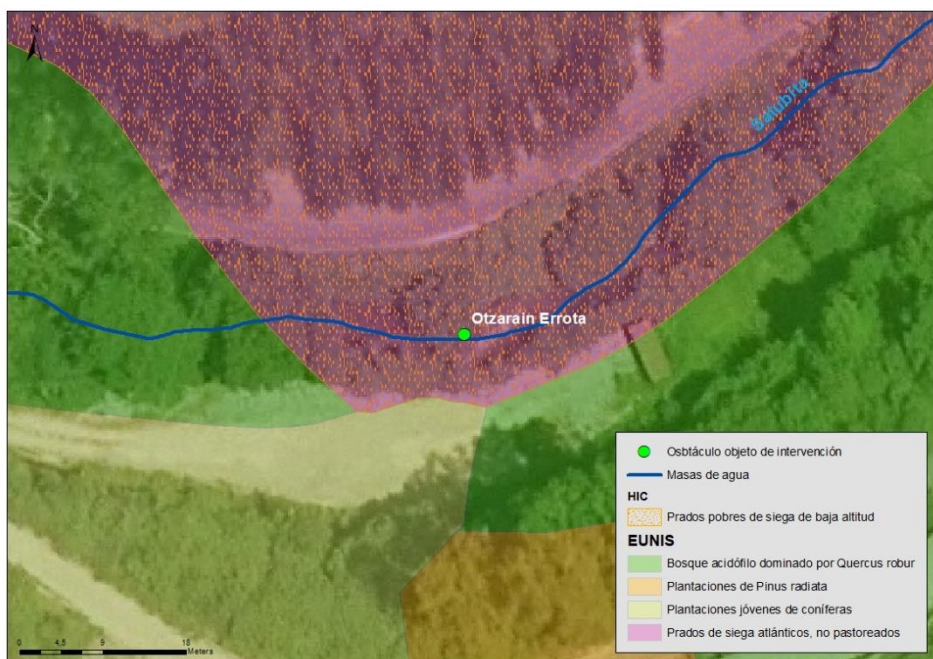 N
Salubita
Otzarain Errota
Osbtáculo objeto de intervención
Masas de agua
HIC
Prados pobres de siega de baja altitud
EUNIS
Bosque acidófilo dominado por Quercus robur
Plantaciones de Pinus radiata
Plantaciones jóvenes de coníferas
Prados de siega atlánticos, no pastoreados
0 4,5 9 18
Meters